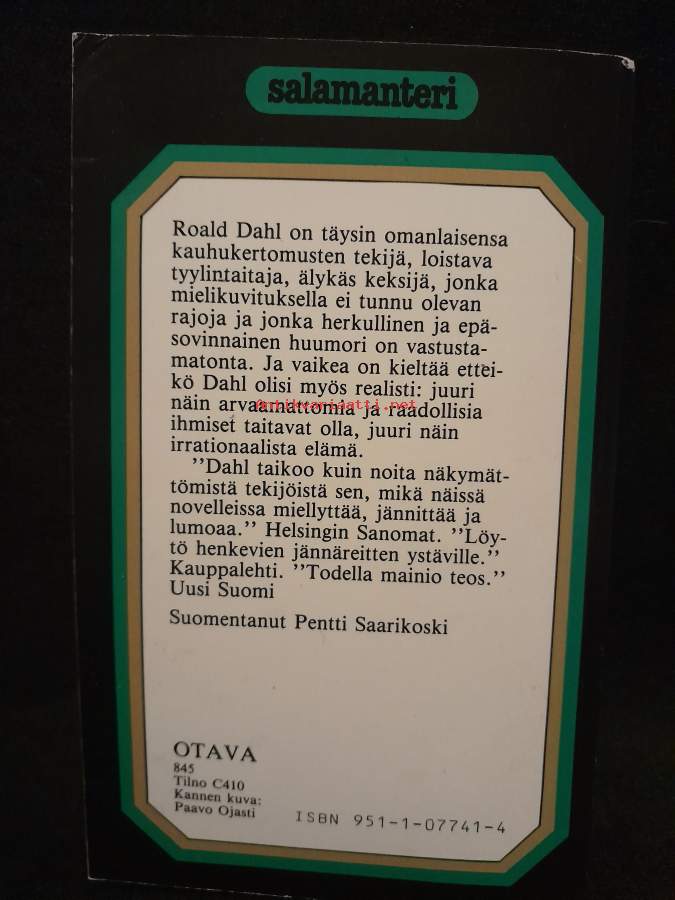 salamanteri
Roald Dahl on täysin omanlaisensa
kauhukertomusten tekijä, loistava
tyylintaitaja, älykäs keksijä, jonka
mielikuvituksella ei tunnu olevan
rajoja ja jonka herkullinen ja epä-
sovinnainen huumori on vastusta-
matonta. Ja vaikea on kieltää ettei-
kö Dahl olisi myös realisti: juuri
näin arvaamattomia ja raadollisia
Antikvariaatti.net
ihmiset taitavat olla, juuri näin
irrationaalista elämä.
”Dahl taikoo kuin noita näkymät-
tömistä tekijöistä sen, mikä näissä
novelleissa miellyttää, jännittää ja
lumoaa.” Helsingin Sanomat. ”Löy-
tö henkevien jännäreitten ystäville.”
Kauppalehti. ”Todella mainio teos.”
Uusi Suomi
Suomentanut Pentti Saarikoski
OTAVA
845
Tilno C410
Kannen kuva:
Paavo Ojasti
ISBN 951-1-07741-4